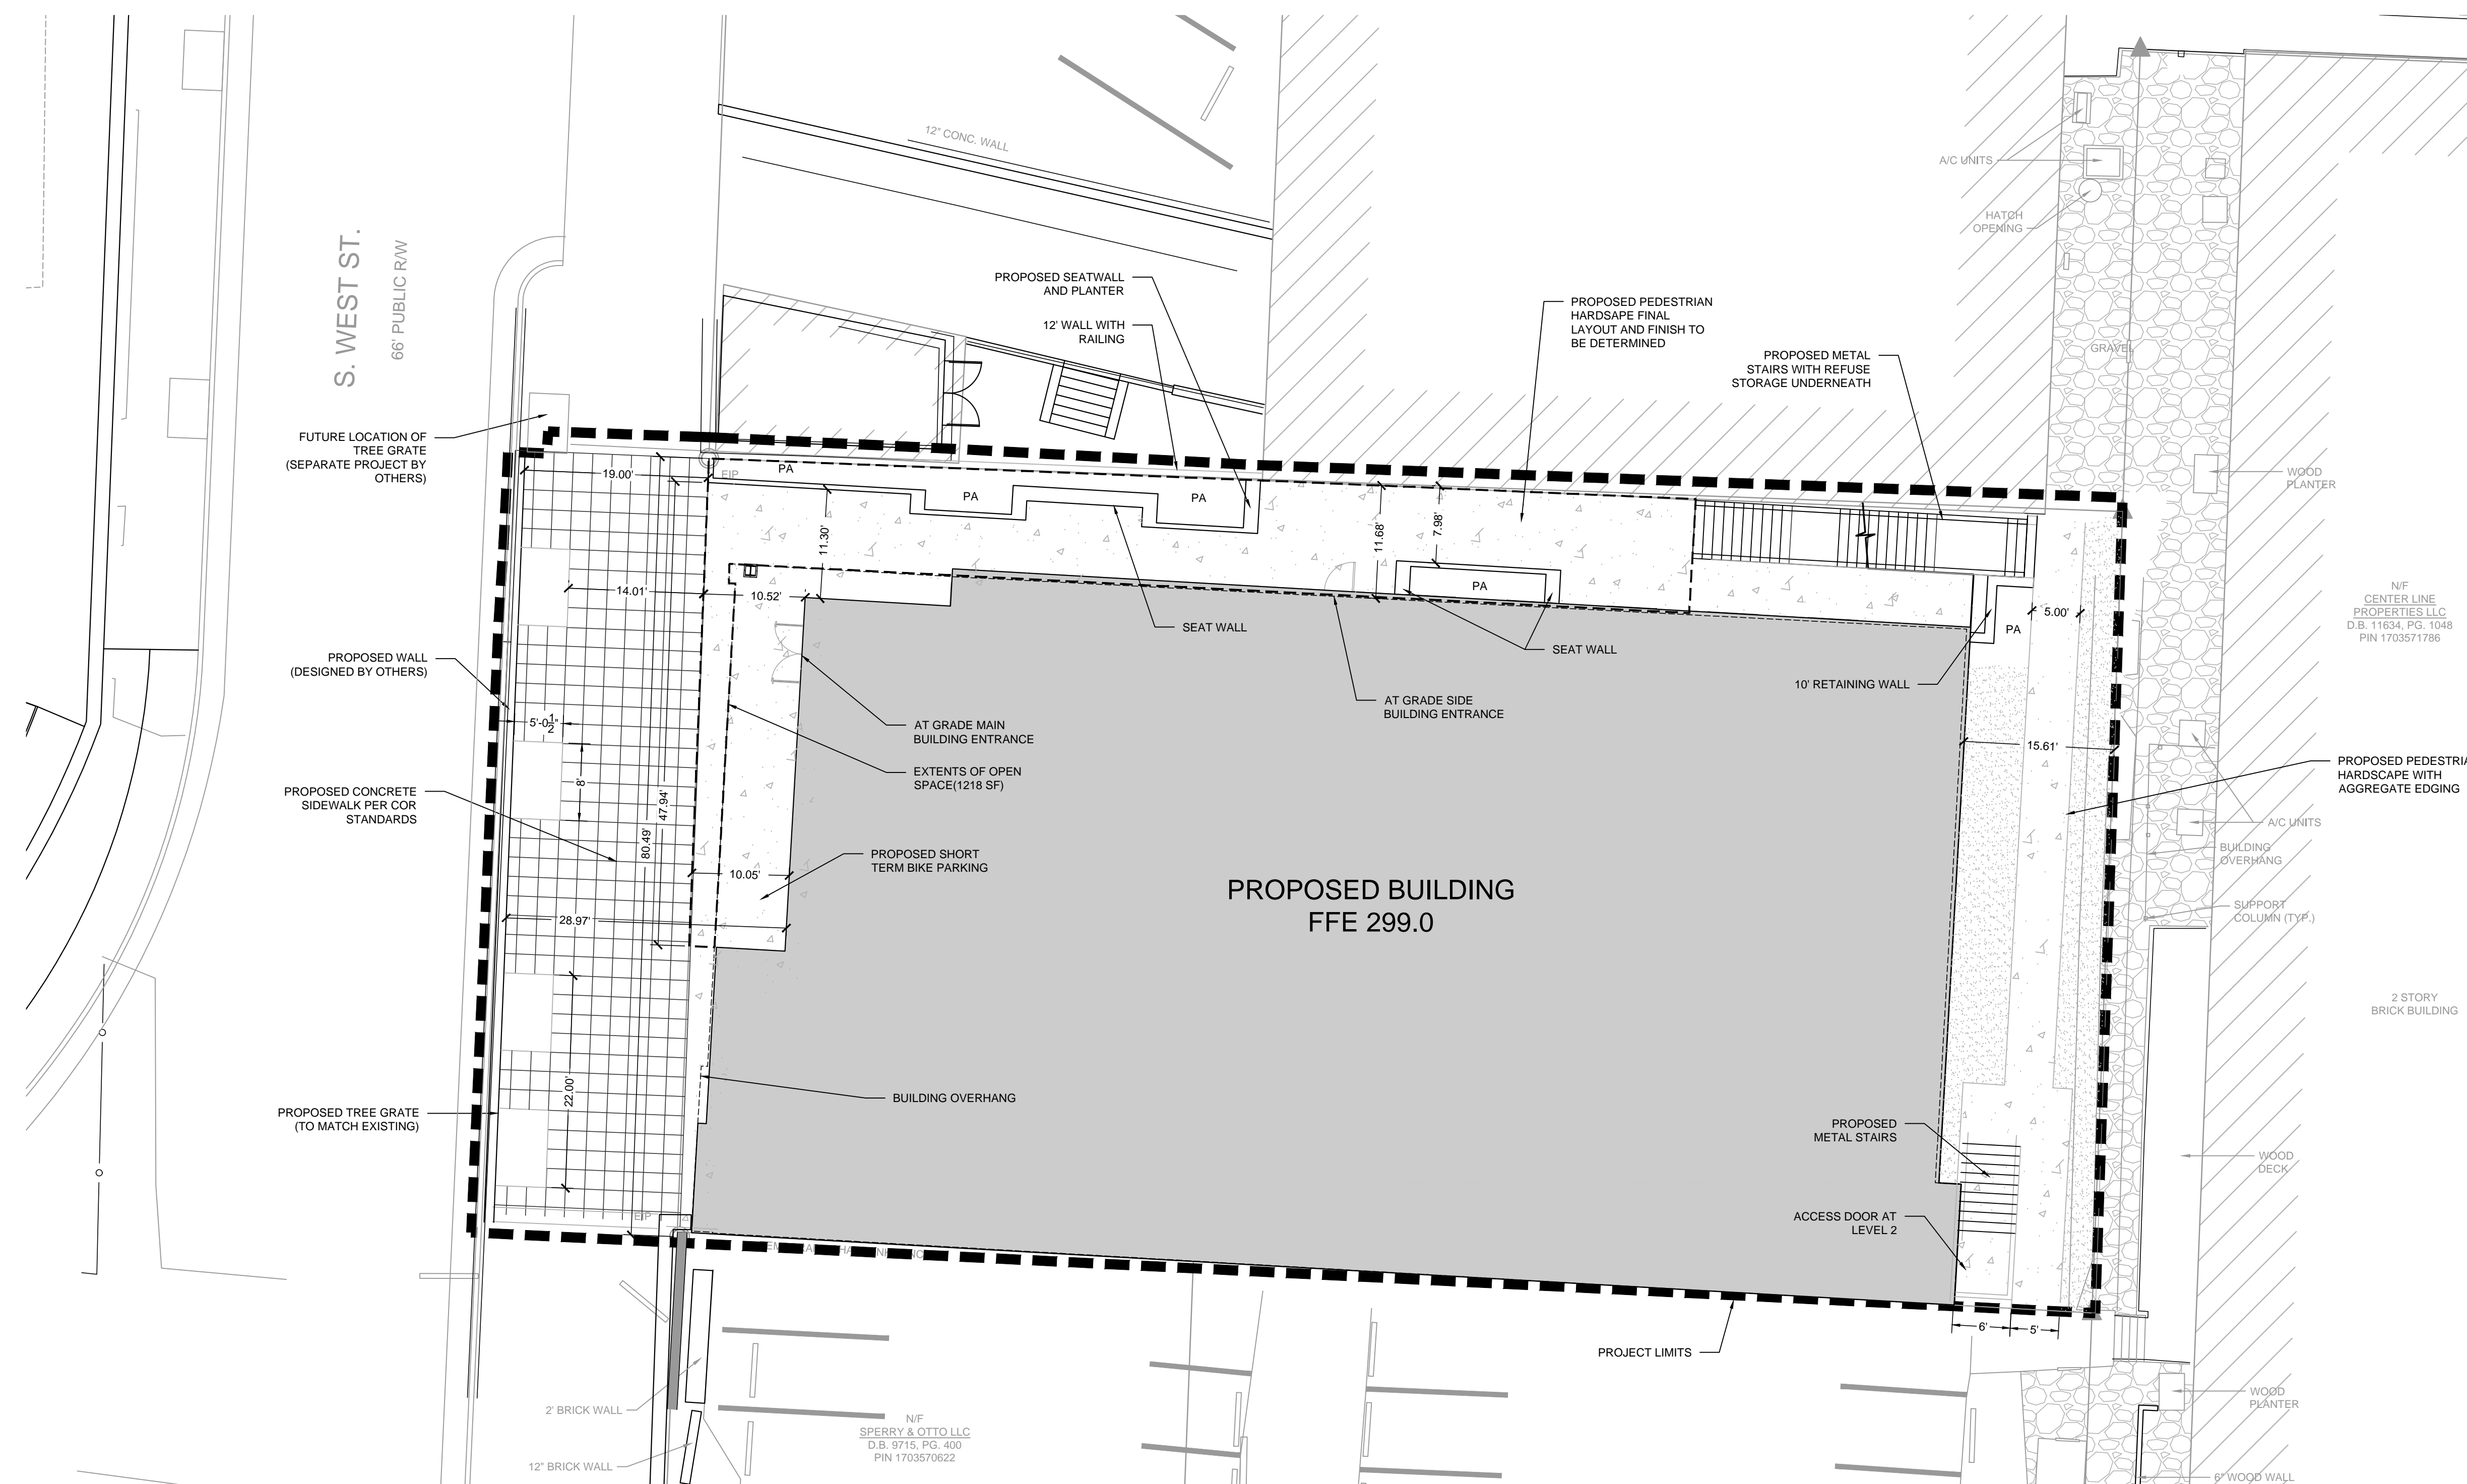 12" CONC. WALL
S. WEST ST.
66' PUBLIC R/W
A/C UNITS
HATCH
OPENING
GRAVEL
PROPOSED SEATWALL
AND PLANTER
12' WALL WITH
RAILING
PROPOSED PEDESTRIAN
HARDSAPE FINAL
LAYOUT AND FINISH TO
BE DETERMINED
PROPOSED METAL
STAIRS WITH REFUSE
STORAGE UNDERNEATH
FUTURE LOCATION OF
TREE GRATE
(SEPARATE PROJECT BY
OTHERS)
WOOD
PLANTER
19.00'
EIP
PA
PA
PA
11.30'
11.68'
7.98'
PA
14.01'
10.52'
SEAT WALL
SEAT WALL
PA
5.00'
N/F
CENTER LINE
PROPERTIES LLC
D.B. 11634, PG. 1048
PIN 1703571786
PROPOSED WALL
(DESIGNED BY OTHERS)
10' RETAINING WALL
AT GRADE SIDE
BUILDING ENTRANCE
5'-0 1/2"
AT GRADE MAIN
BUILDING ENTRANCE
15.61'
EXTENTS OF OPEN
SPACE(1218 SF)
8'
47.94'
80.49'
PROPOSED PEDESTRIA
HARDSCAPE WITH
AGGREGATE EDGING
PROPOSED CONCRETE
SIDEWALK PER COR
STANDARDS
A/C UNITS
BUILDING
OVERHANG
PROPOSED SHORT
TERM BIKE PARKING
10.05'
PROPOSED BUILDING
FFE 299.0
28.97'
SUPPORT
COLUMN (TYP.)
2 STORY
BRICK BUILDING
22.00'
BUILDING OVERHANG
PROPOSED TREE GRATE
(TO MATCH EXISTING)
PROPOSED
METAL STAIRS
WOOD
DECK
ACCESS DOOR AT
LEVEL 2
EIP
6'
5'
PROJECT LIMITS
2' BRICK WALL
N/F
SPERRY & OTTO LLC
D.B. 9715, PG. 400
PIN 1703570622
12" BRICK WALL
WOOD
PLANTER
6" WOOD WALL